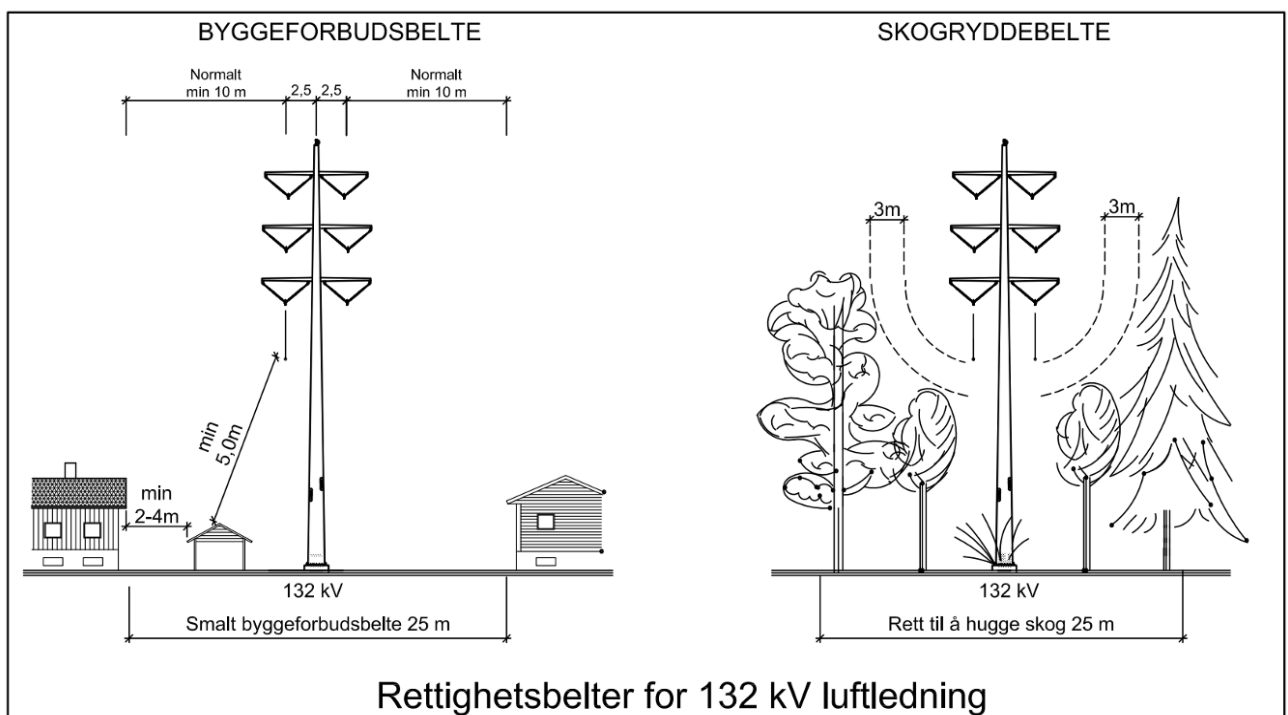 BYGGEFORBUDSBELTE
Normalt
min 10 m
2,5
2,5
Normalt
min 10 m
min
5,0m
min
2-4m
132 kV
Smalt byggeforbudsbelte 25 m
SKOGRYDDEBELTE
3m
3m
132 kV
Rett til å hugge skog 25 m
Rettighetsbelter for 132 kV luftledning